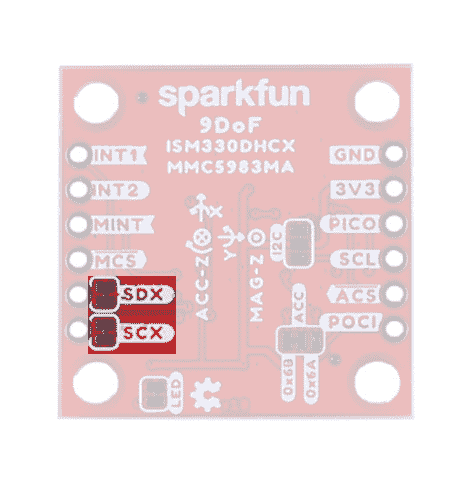 sparkfun
9DoF
ISM330DHCX
MMC5983MA
INT1
GND
INT2
3V3
X
MINT
PICO
I2C
Y
ACC-Z
MAG-Z
MCS
SCL
SDX
ACC
ACS
SCX
POCI
0x6B
0x6A
LED